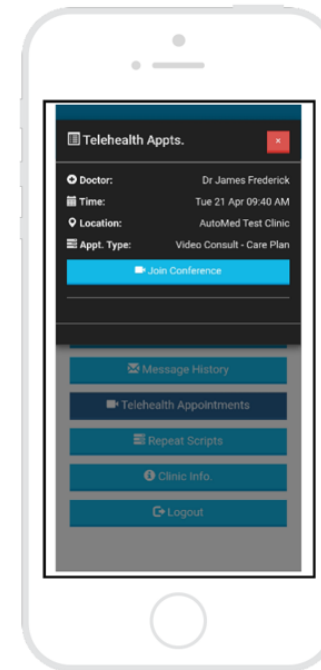 Telehealth Appts.
×
Doctor: Dr James Frederick
Time: Tue 21 Apr 09:40 AM
Location: AutoMed Test Clinic
Appt. Type: Video Consult - Care Plan
Join Conference
Message History
Telehealth Appointments
Repeat Scripts
Clinic Info.
Logout